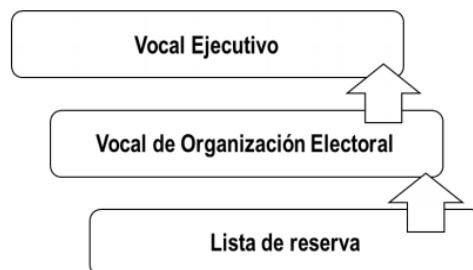 Vocal Ejecutivo
Vocal de Organización Electoral
Lista de reserva